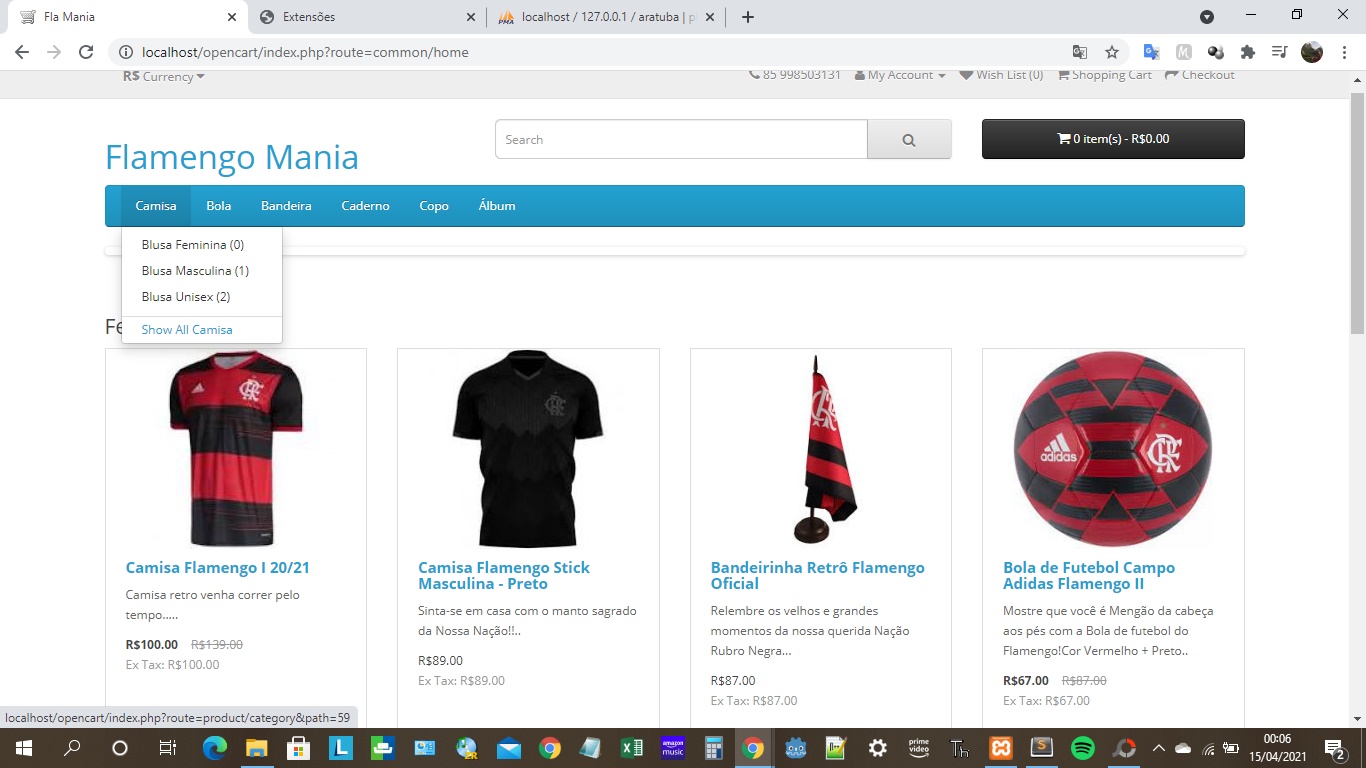 Fla Mania
Extensões
localhost / 127.0.0.1 / aratuba | p
localhost/opencart/index.php?route=common/home
R$ Currency
85 998503131
My Account
Wish List (0)
Shopping Cart
Checkout
Flamengo Mania
Search
0 item(s) - R$0.00
Camisa
Bola
Bandeira
Caderno
Copo
Álbum
Blusa Feminina (0)
Blusa Masculina (1)
Blusa Unisex (2)
Show All Camisa
Fe
adidas
Camisa Flamengo I 20/21
Camisa retro venha correr pelo
tempo.....
R$100.00 R$139.00
Ex Tax: R$100.00
Camisa Flamengo Stick
Masculina - Preto
Sinta-se em casa com o manto sagrado
da Nossa Nação!!..
R$89.00
Ex Tax: R$89.00
Bandeirinha Retrô Flamengo
Oficial
Relembre os velhos e grandes
momentos da nossa querida Nação
Rubro Negra...
R$87.00
Ex Tax: R$87.00
Bola de Futebol Campo
Adidas Flamengo II
Mostre que você é Mengão da cabeça
aos pés com a Bola de futebol do
Flamengo!Cor Vermelho + Preto..
R$67.00 R$87.00
Ex Tax: R$67.00
localhost/opencart/index.php?route=product/category&path=59
amazon
music
prime
video
Th
00:06
15/04/2021
2